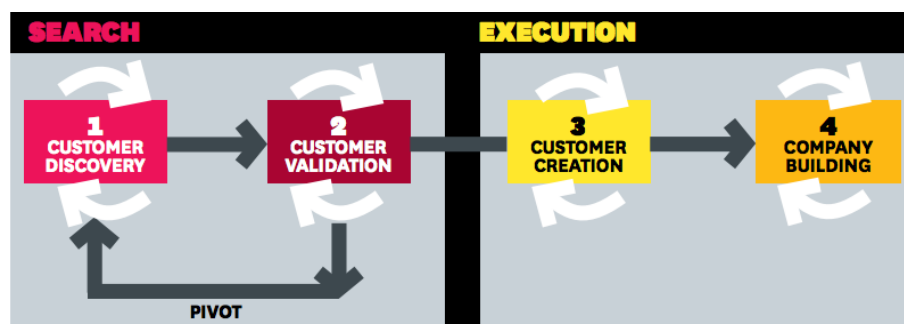 SEARCH
EXECUTION
1
CUSTOMER
DISCOVERY
2
CUSTOMER
VALIDATION
3
CUSTOMER
CREATION
4
COMPANY
BUILDING
PIVOT